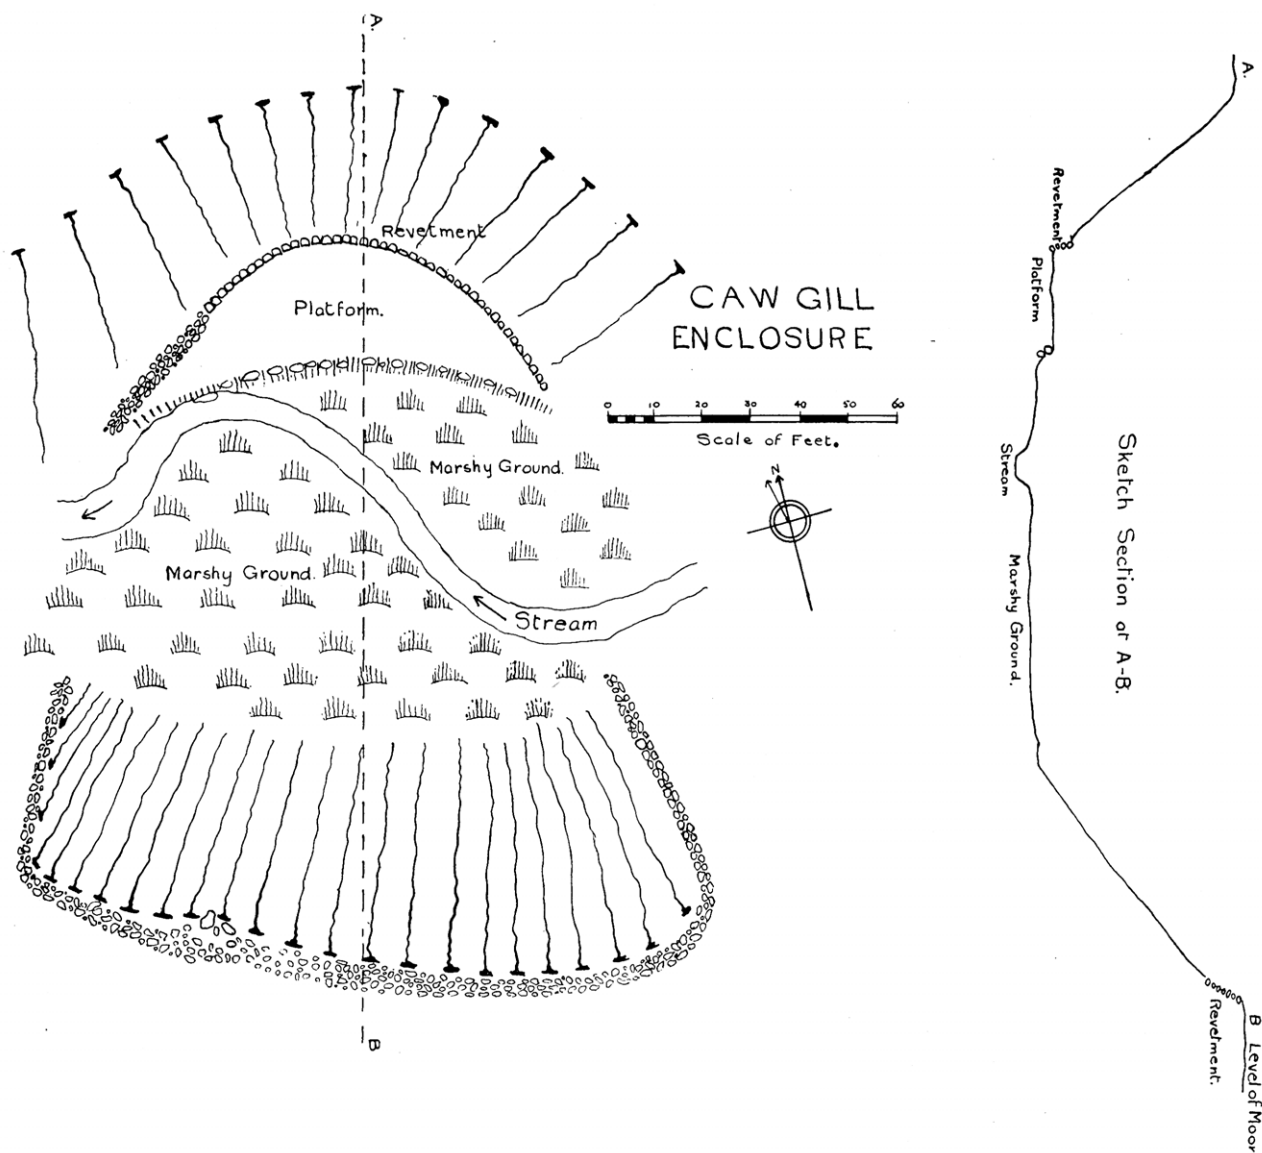 A.
Revetment
Platform.
CAW GILL
ENCLOSURE
0 10 20 30 40 50 60
Scale of Feet.
N
Marshy Ground.
Marshy Ground.
Stream
B
A.
Revetment
Platform
Stream
Marshy Ground.
Sketch Section at A-B.
Revetment.
B Level of Moor